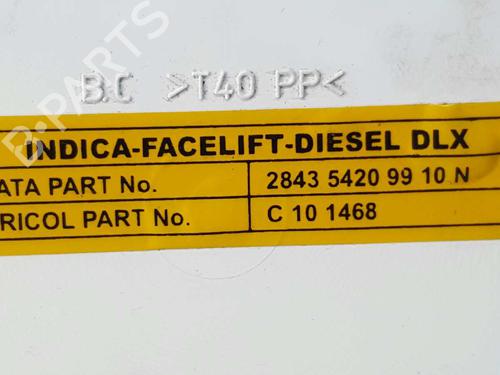 B.C >T40 PP<
INDICA-FACELIFT-DIESEL DLX
ATA PART No. 2843 5420 99 10 N
RICOL PART No. C 10 1468
B-PARTS